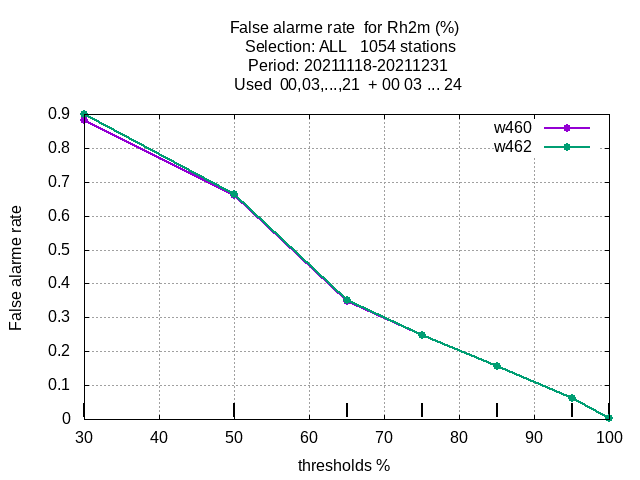 False alarme rate  for Rh2m (%)
Selection: ALL   1054 stations
Period: 20211118-20211231
Used  00,03,...,21  + 00 03 ... 24
w460
w462
0.9
0.8
0.7
0.6
0.5
0.4
0.3
0.2
0.1
0
False alarme rate
30 40 50 60 70 80 90 100
thresholds %